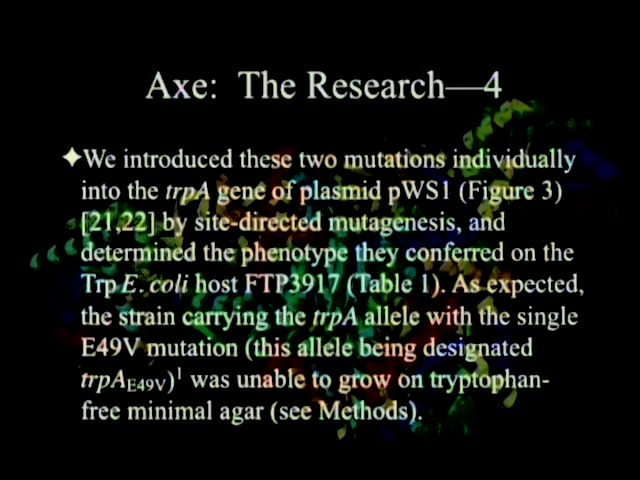 Axe: The Research—4
✦We introduced these two mutations individually
into the trpA gene of plasmid pWS1 (Figure 3)
[21,22] by site-directed mutagenesis, and
determined the phenotype they conferred on the
Trp E. coli host FTP3917 (Table 1). As expected,
the strain carrying the trpA allele with the single
E49V mutation (this allele being designated
trpAE49V)¹ was unable to grow on tryptophan-
free minimal agar (see Methods).